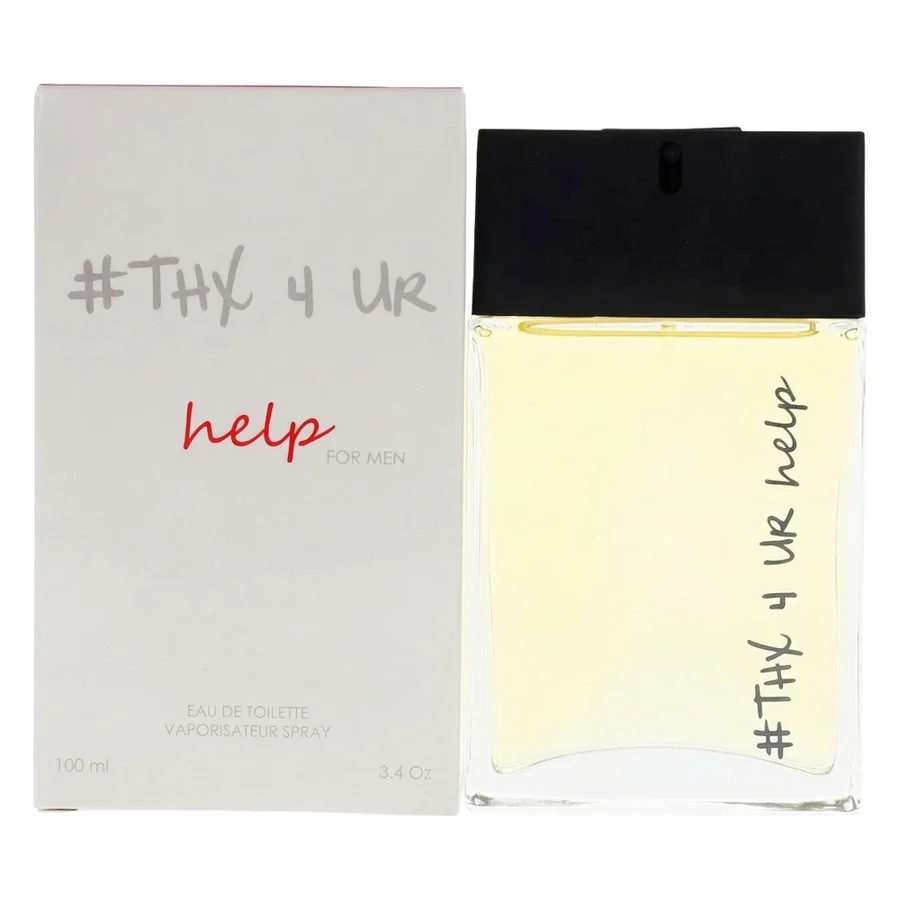 #THX 4 UR
help
FOR MEN
EAU DE TOILETTE
VAPORISATEUR SPRAY
100 ml
3.4 Oz
#THX 4 UR help